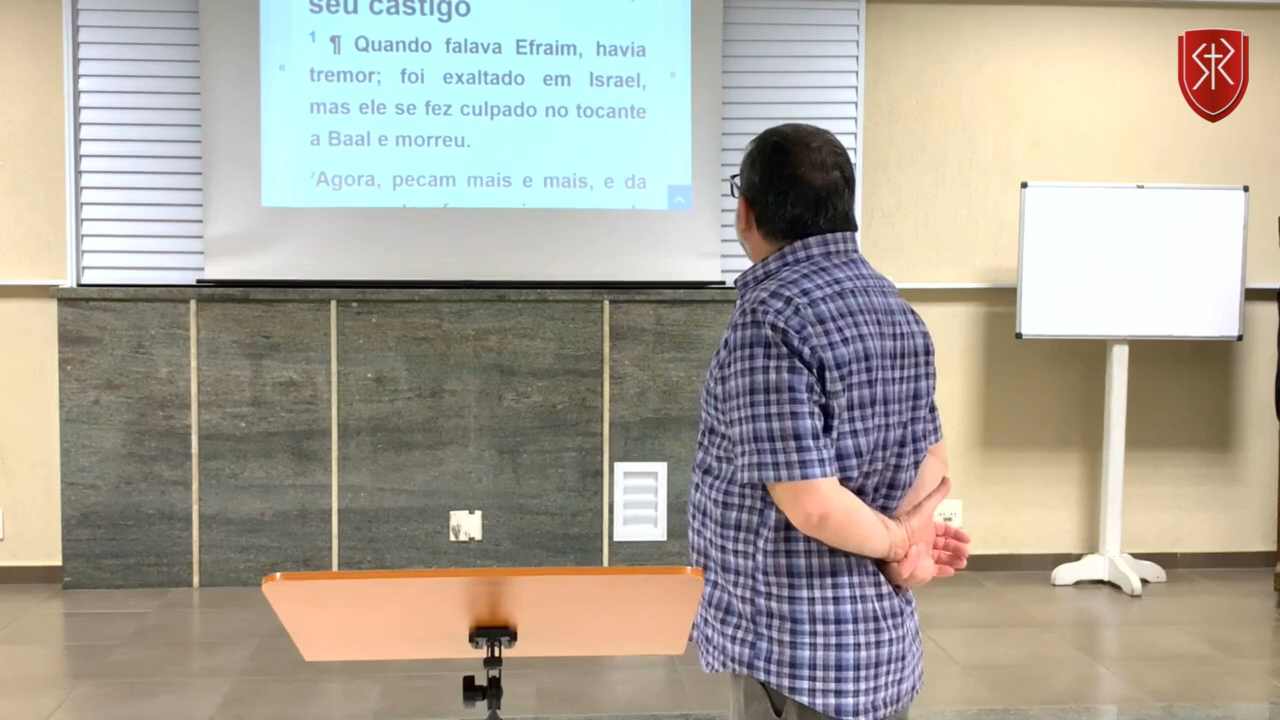 seu castigo
1 ¶ Quando falava Efraim, havia
tremor; foi exaltado em Israel,
« mas ele se fez culpado no tocante »
a Baal e morreu.
2Agora, pecam mais e mais, e da